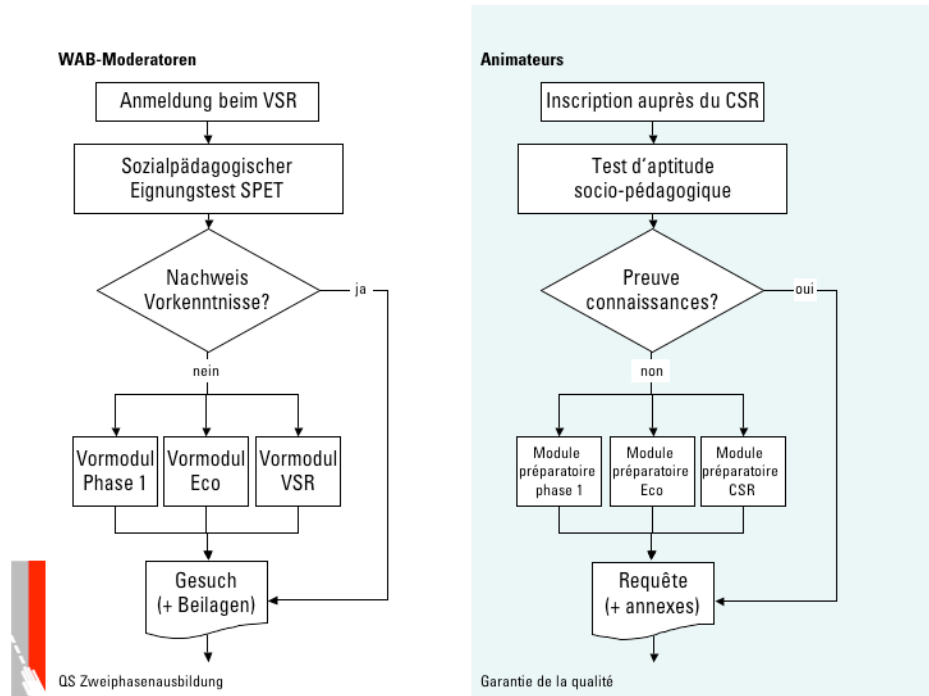 WAB-Moderatoren
Anmeldung beim VSR
Sozialpädagogischer
Eignungstest SPET
Nachweis
Vorkenntnisse?
ja
nein
Vormodul
Phase 1
Vormodul
Eco
Vormodul
VSR
Gesuch
(+ Beilagen)
QS Zweiphasenausbildung
Animateurs
Inscription auprès du CSR
Test d'aptitude
socio-pédagogique
Preuve
connaissances?
oui
non
Module
préparatoire
phase 1
Module
préparatoire
Eco
Module
préparatoire
CSR
Requête
(+ annexes)
Garantie de la qualité